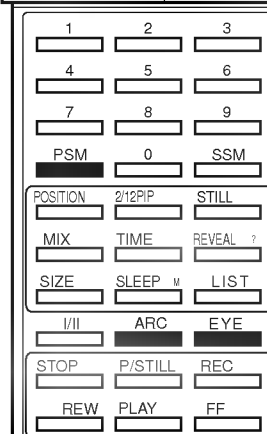 1 2 3
4 5 6
7 8 9
PSM 0 SSM
POSITION 2/12PIP STILL
MIX TIME REVEAL ?
SIZE SLEEP M LIST
I/II ARC EYE
STOP P/STILL REC
REW PLAY FF